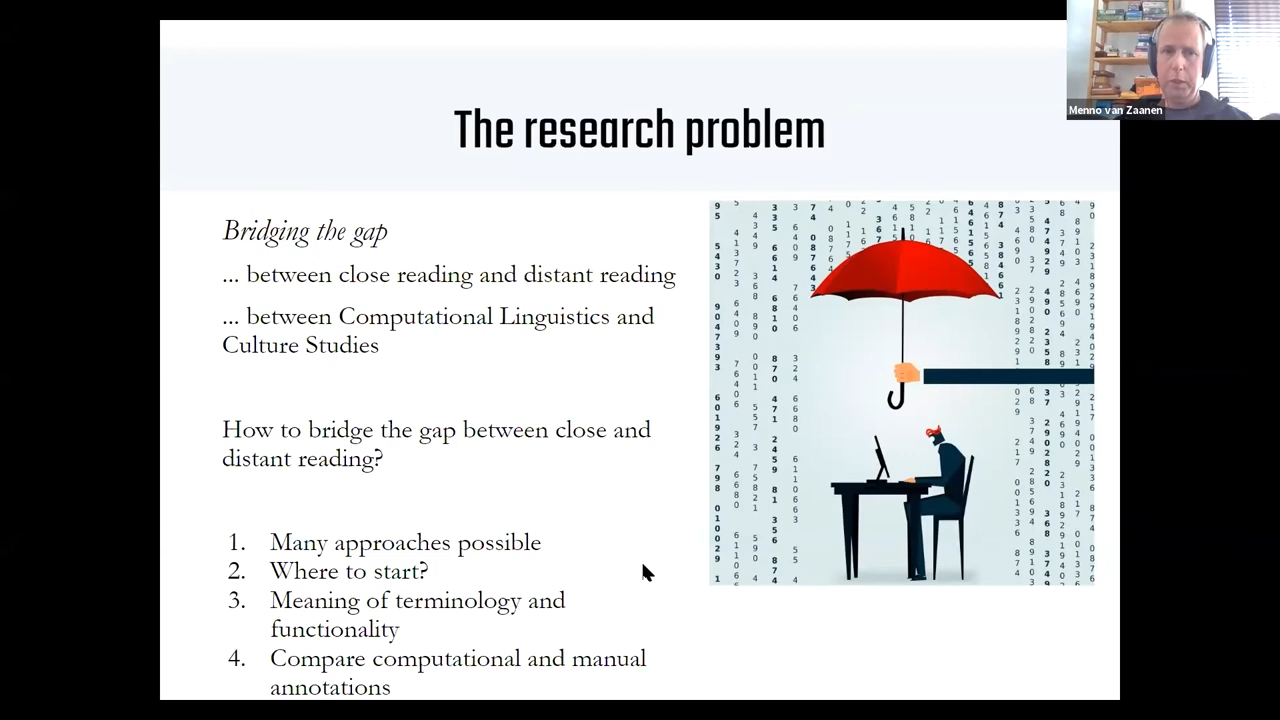 The research problem
Menno van Zaanen
Bridging the gap
... between close reading and distant reading
... between Computational Linguistics and
Culture Studies
How to bridge the gap between close and
distant reading?
1. Many approaches possible
2. Where to start?
3. Meaning of terminology and
functionality
4. Compare computational and manual
annotations